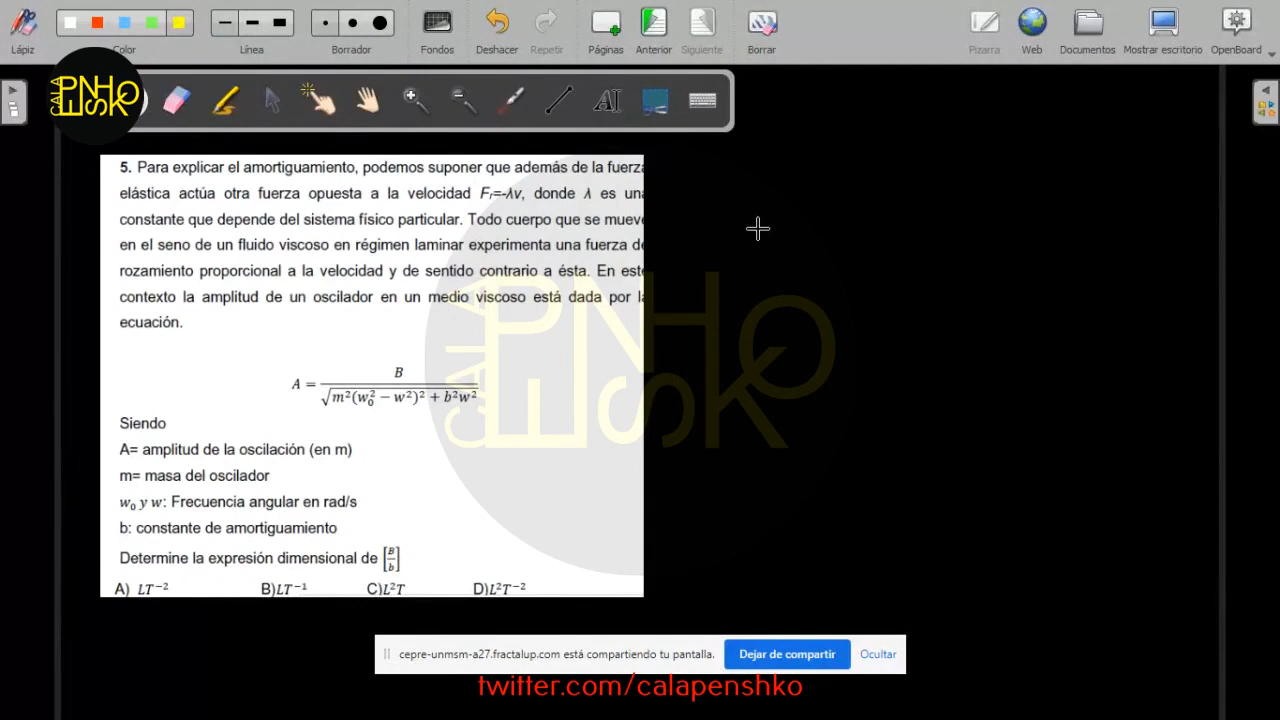 Lápiz
Color
Línea
Borrador
Fondos
Deshacer
Repetir
Páginas
Anterior
Siguiente
Borrar
Pizarra
Web
Documentos
Mostrar escritorio
OpenBoard
CALA
PNHO
ESK
AI
5. Para explicar el amortiguamiento, podemos suponer que además de la fuerza
elástica actúa otra fuerza opuesta a la velocidad Fᵣ=-λv, donde λ es una
constante que depende del sistema físico particular. Todo cuerpo que se mueve
en el seno de un fluido viscoso en régimen laminar experimenta una fuerza de
rozamiento proporcional a la velocidad y de sentido contrario a ésta. En este
contexto la amplitud de un oscilador en un medio viscoso está dada por la
ecuación.
A = B / √(m²(w₀² − w²)² + b²w²)
Siendo
A= amplitud de la oscilación (en m)
m= masa del oscilador
w₀ y w: Frecuencia angular en rad/s
b: constante de amortiguamiento
Determine la expresión dimensional de [B/b]
A) LT⁻² B)LT⁻¹ C)L²T D)L²T⁻²
CALA
PNHO
ESK
cepre-unmsm-a27.fractalup.com está compartiendo tu pantalla. Dejar de compartir Ocultar
twitter.com/calapenshko